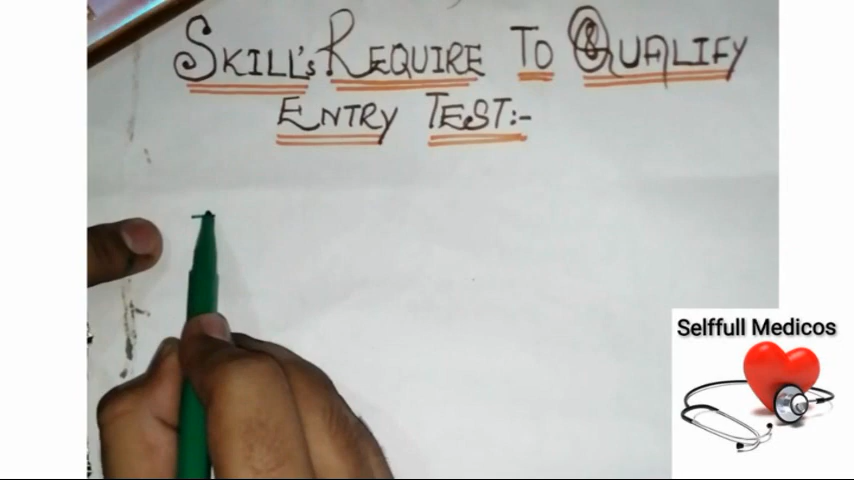 SKILL's REQUIRE TO QUALIFY
ENTRY TEST:-
Selffull Medicos